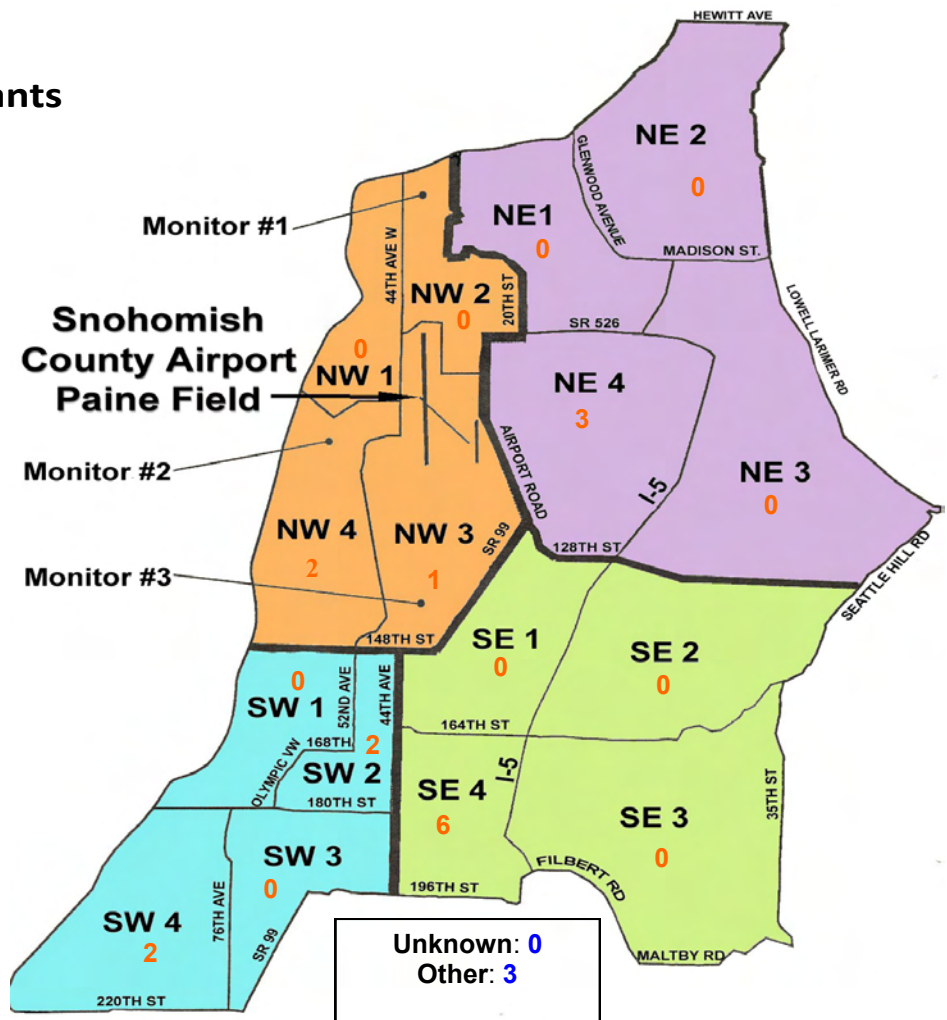 HEWITT AVE
ants
NE 2
0
GLENWOOD AVENUE
MADISON ST.
Monitor #1
NE1
0
44TH AVE W
NW 2
0
20TH ST
LOWELL LARIMER RD
SR 526
Snohomish
County Airport
Paine Field
0
NW 1
NE 4
3
AIRPORT ROAD
I-5
NE 3
0
Monitor #2
NW 4
2
NW 3
1
SR 99
128TH ST
SEATTLE HILL RD
Monitor #3
148TH ST
SE 1
0
SE 2
0
0
SW 1
52ND AVE
44TH AVE
164TH ST
168TH
2
OLYMPIC VW
SW 2
180TH ST
I-5
SE 4
6
SE 3
0
35TH ST
SW 3
0
76TH AVE
SR 99
196TH ST
FILBERT RD
SW 4
2
MALTBY RD
220TH ST
Unknown: 0
Other: 3